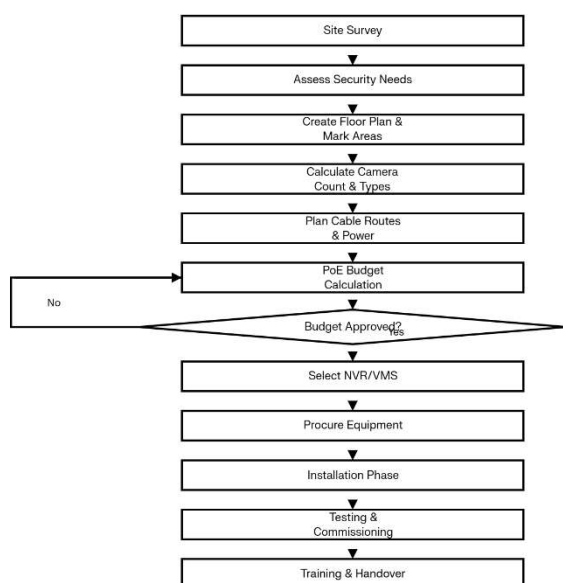 Site Survey
Assess Security Needs
Create Floor Plan &
Mark Areas
Calculate Camera
Count & Types
Plan Cable Routes
& Power
PoE Budget
Calculation
No
Budget Approved?
Yes
Select NVR/VMS
Procure Equipment
Installation Phase
Testing &
Commissioning
Training & Handover